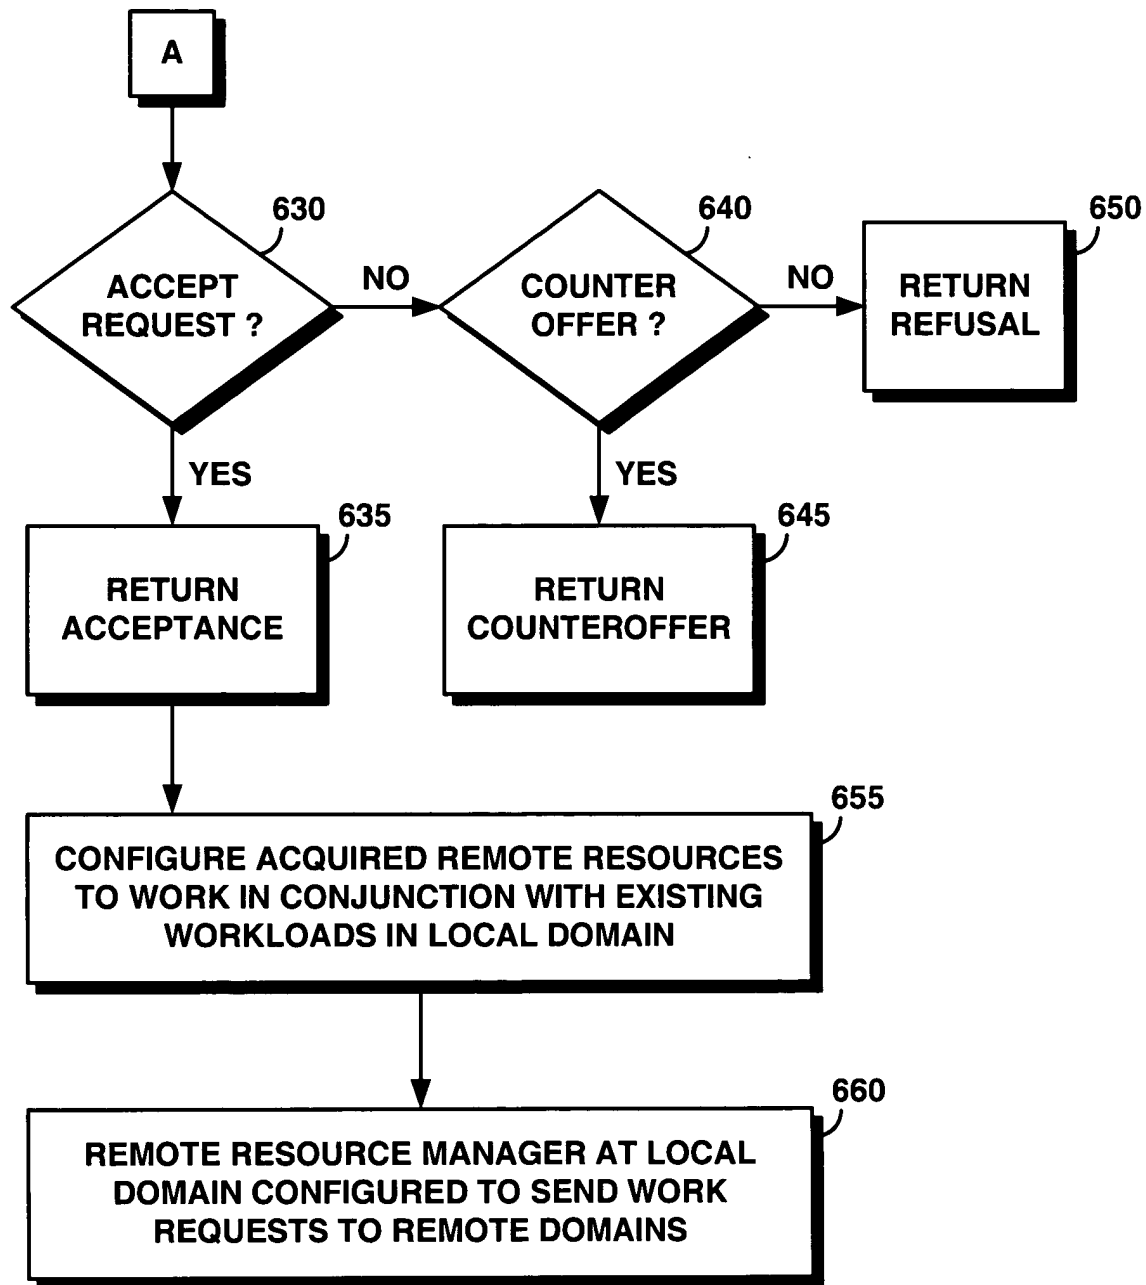 A
630
ACCEPT
REQUEST ?
NO
640
COUNTER
OFFER ?
NO
650
RETURN
REFUSAL
YES
YES
635
RETURN
ACCEPTANCE
645
RETURN
COUNTEROFFER
655
CONFIGURE ACQUIRED REMOTE RESOURCES
TO WORK IN CONJUNCTION WITH EXISTING
WORKLOADS IN LOCAL DOMAIN
660
REMOTE RESOURCE MANAGER AT LOCAL
DOMAIN CONFIGURED TO SEND WORK
REQUESTS TO REMOTE DOMAINS